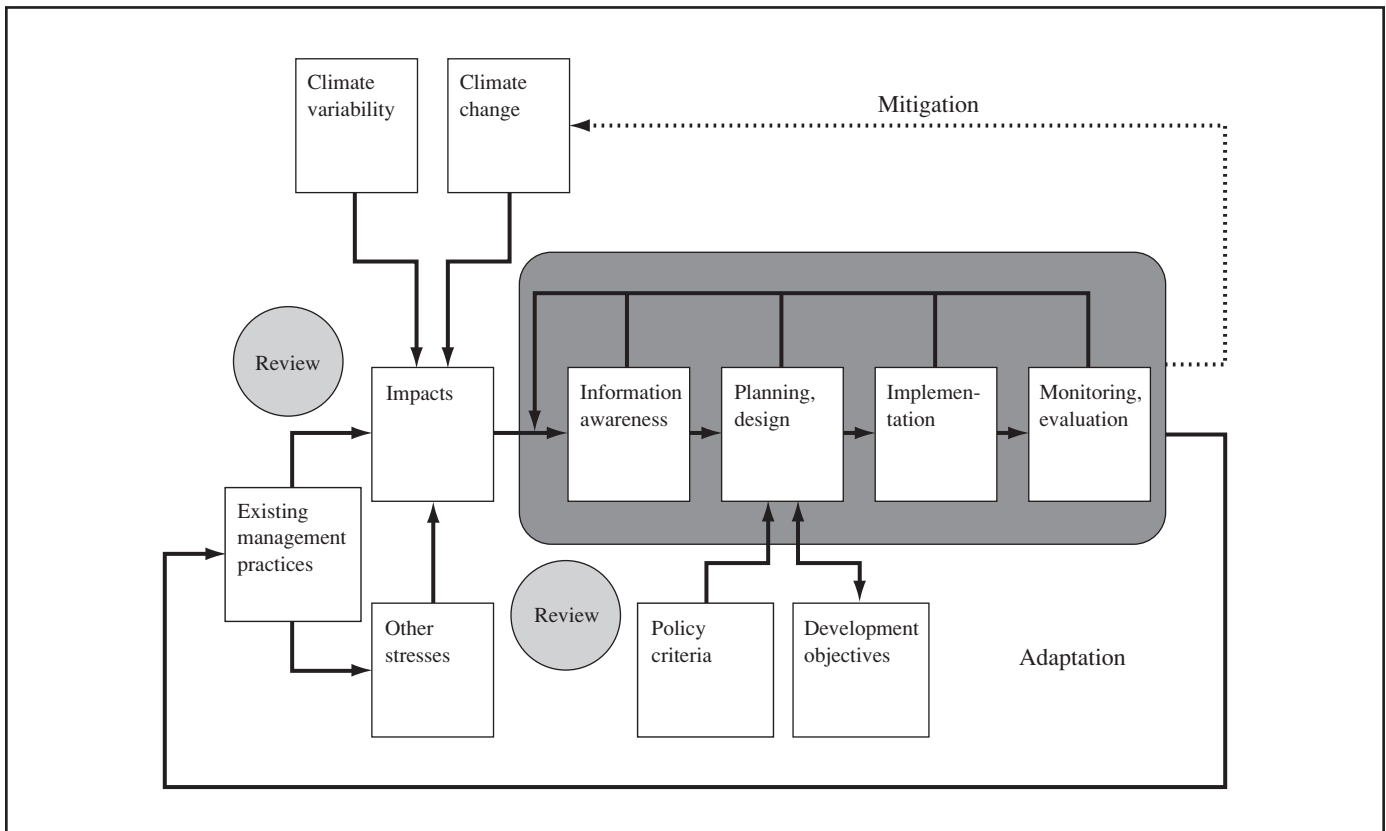 Climate
variability
Climate
change
Mitigation
Review
Impacts
Information
awareness
Planning,
design
Implemen-
tation
Monitoring,
evaluation
Existing
management
practices
Other
stresses
Review
Policy
criteria
Development
objectives
Adaptation